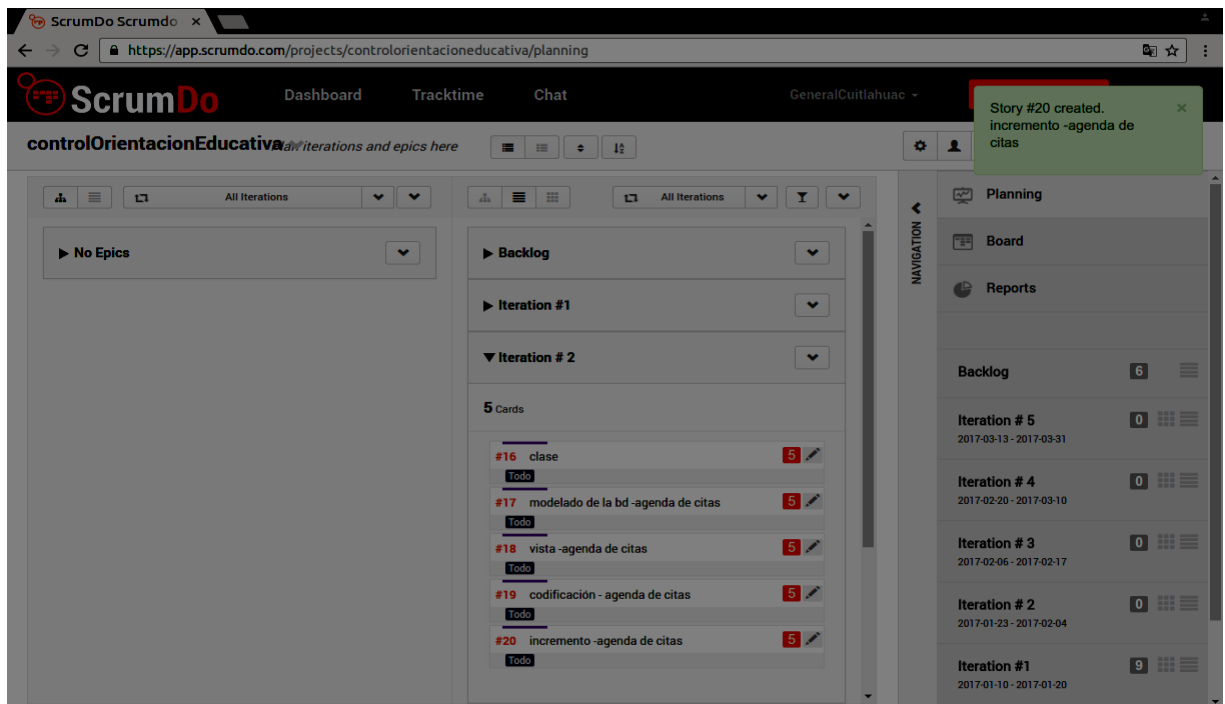 ScrumDo Scrumdo
https://app.scrumdo.com/projects/controlorientacioneducativa/planning
ScrumDo
Dashboard
Tracktime
Chat
GeneralCuitlahuac
Story #20 created.
incremento -agenda de
citas
controlOrientacionEducativa
iterations and epics here
All Iterations
No Epics
All Iterations
Backlog
Iteration #1
Iteration # 2
5 Cards
#16 clase 5
Todo
#17 modelado de la bd -agenda de citas 5
Todo
#18 vista -agenda de citas 5
Todo
#19 codificación - agenda de citas 5
Todo
#20 incremento -agenda de citas 5
Todo
NAVIGATION
Planning
Board
Reports
Backlog 6
Iteration # 5 0
2017-03-13 - 2017-03-31
Iteration # 4 0
2017-02-20 - 2017-03-10
Iteration # 3 0
2017-02-06 - 2017-02-17
Iteration # 2 0
2017-01-23 - 2017-02-04
Iteration #1 9
2017-01-10 - 2017-01-20